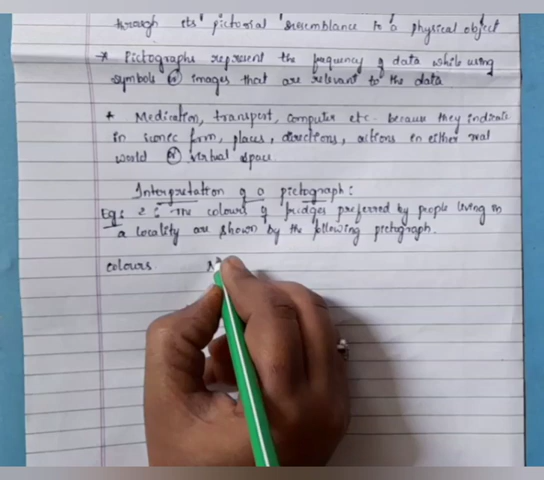 through its pictorial resemblance to a physical object
* Pictographs represent the frequency of data while using
symbols or images that are relevant to the data
* Medication, transport, computer etc. because they indicate
in iconic form, places, directions, actions in either real
world or virtual space
Interpretation of a pictograph:
Eg: 2: The colours of fridges preferred by people living in
a locality are shown by the following pictograph.
colours.